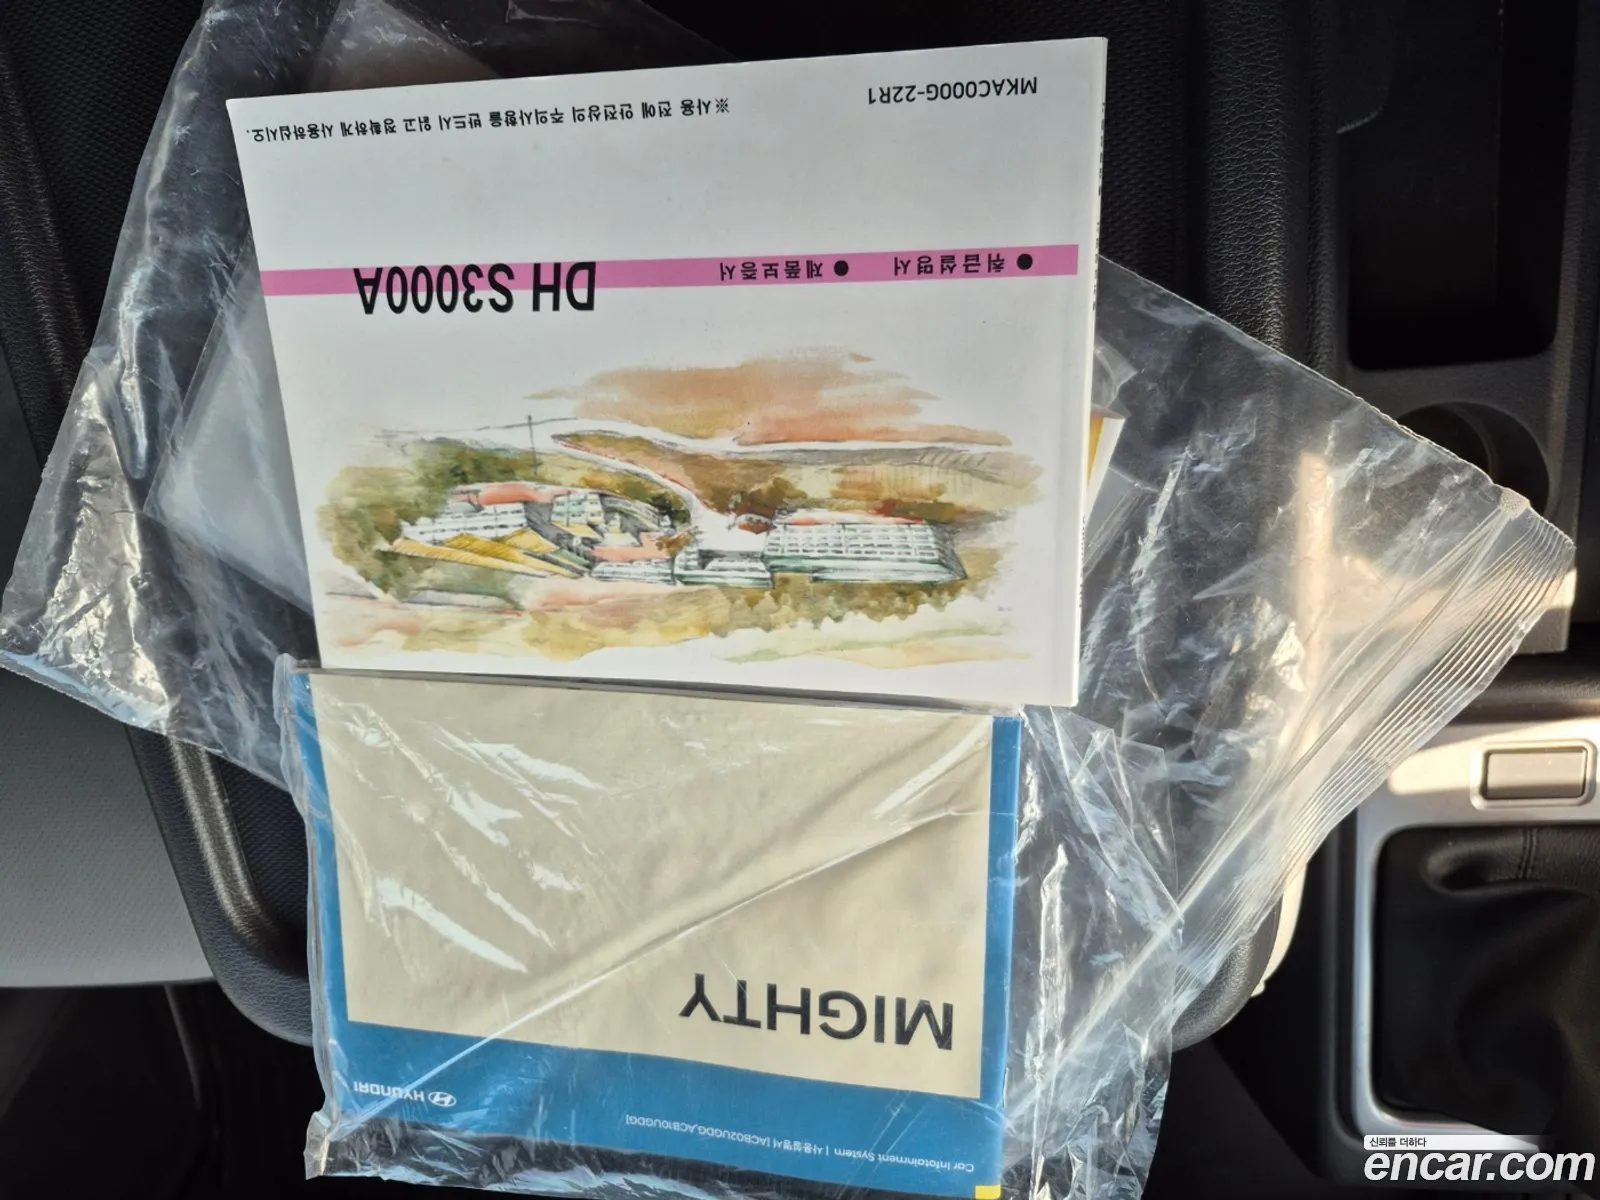 MKAC000G-22R1
※사용 전에 안전상의 주의사항을 반드시 읽고 정확하게 사용하십시오.
● 취급설명서 ● 제품보증서
DH S3000A
MIGHTY
HYUNDAI
Car Infotainment System | 사용설명서 [ACB02UGDG,ACB10UGDG]
신뢰를 더하다
encar.com